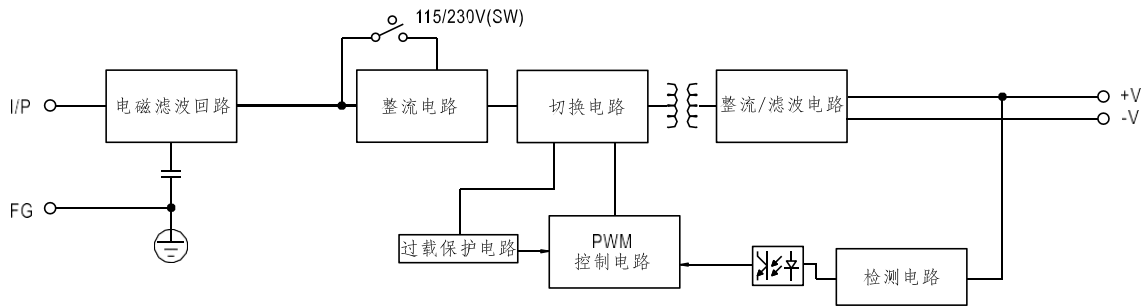 115/230V(SW)
I/P
电磁滤波回路
整流电路
切换电路
整流/滤波电路
+V
-V
FG
过载保护电路
PWM
控制电路
检测电路